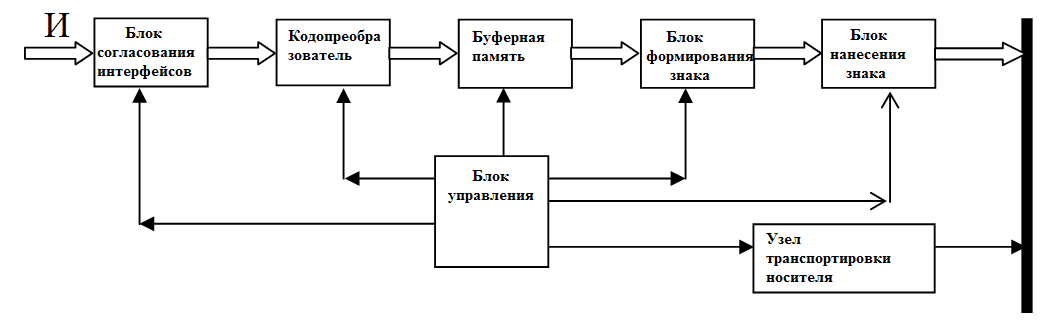 И
Блок
согласования
интерфейсов
Кодопреобра
зователь
Буферная
память
Блок
формирования
знака
Блок
нанесения
знака
Блок
управления
Узел
транспортировки
носителя